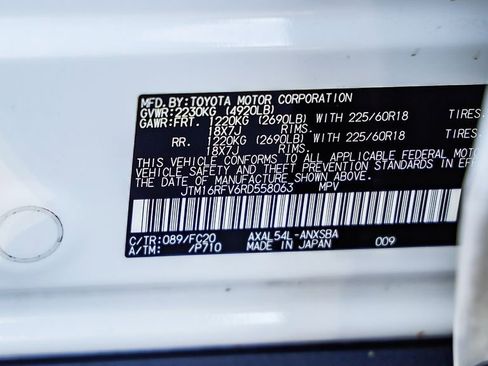 MFD. BY: TOYOTA MOTOR CORPORATION
GVWR: 2230KG (4920LB)
GAWR: FRT. 1220KG (2690LB) WITH 225/60R18 TIRES.
18X7J RIMS.
RR. 1220KG (2690LB) WITH 225/60R18 TIRES.
18X7J RIMS.
THIS VEHICLE CONFORMS TO ALL APPLICABLE FEDERAL MOTOR
VEHICLE SAFETY AND THEFT PREVENTION STANDARDS IN EFFE
DATE OF MANUFACTURE SHOWN ABOVE.
JTM16RFV6RD558063 MPV
C/TR: 089/FC20 AXAL54L-ANXSBA
A/TM: /P710 MADE IN JAPAN 009